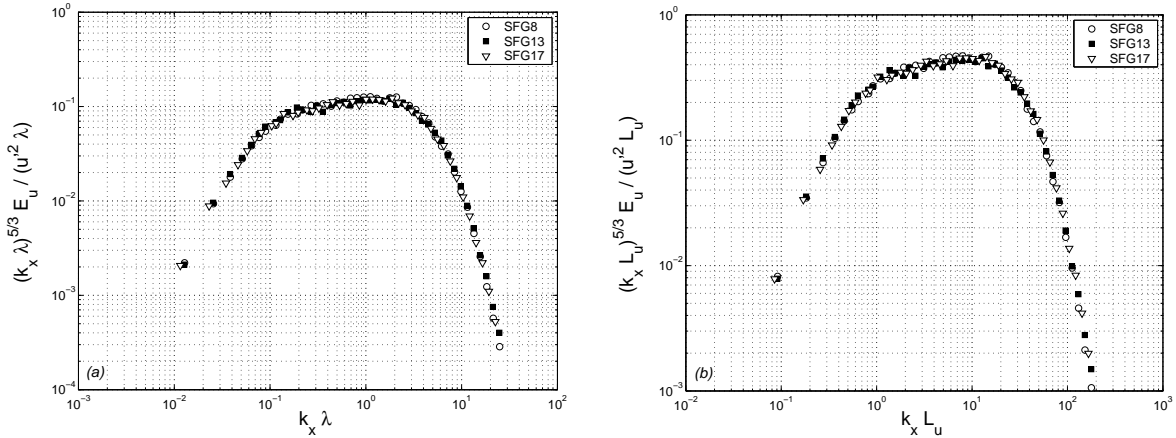 10^0
10^-1
10^-2
10^-3
10^-4
10^-3
10^-2
10^-1
10^0
10^1
10^2
(k_x λ)^{5/3} E_u / (u'^2 λ)
k_x λ
(a)
SFG8
SFG13
SFG17
10^0
10^-1
10^-2
10^-3
10^-2
10^-1
10^0
10^1
10^2
10^3
(k_x L_u)^{5/3} E_u / (u'^2 L_u)
k_x L_u
(b)
SFG8
SFG13
SFG17